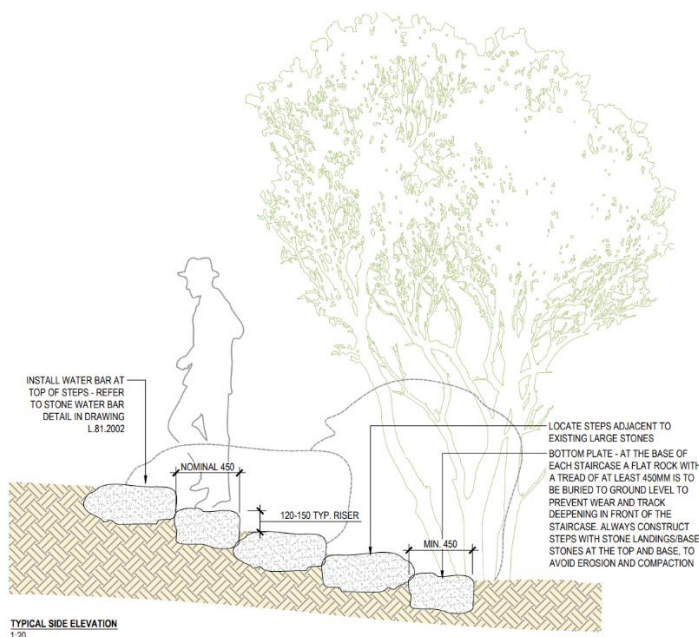 INSTALL WATER BAR AT
TOP OF STEPS - REFER
TO STONE WATER BAR
DETAIL IN DRAWING
L.81.2002
NOMINAL 450
120-150 TYP. RISER
MIN. 450
LOCATE STEPS ADJACENT TO
EXISTING LARGE STONES
BOTTOM PLATE - AT THE BASE OF
EACH STAIRCASE A FLAT ROCK WITH
A TREAD OF AT LEAST 450MM IS TO
BE BURIED TO GROUND LEVEL TO
PREVENT WEAR AND TRACK
DEEPENING IN FRONT OF THE
STAIRCASE. ALWAYS CONSTRUCT
STEPS WITH STONE LANDINGS/BASE
STONES AT THE TOP AND BASE, TO
AVOID EROSION AND COMPACTION
TYPICAL SIDE ELEVATION
1:20